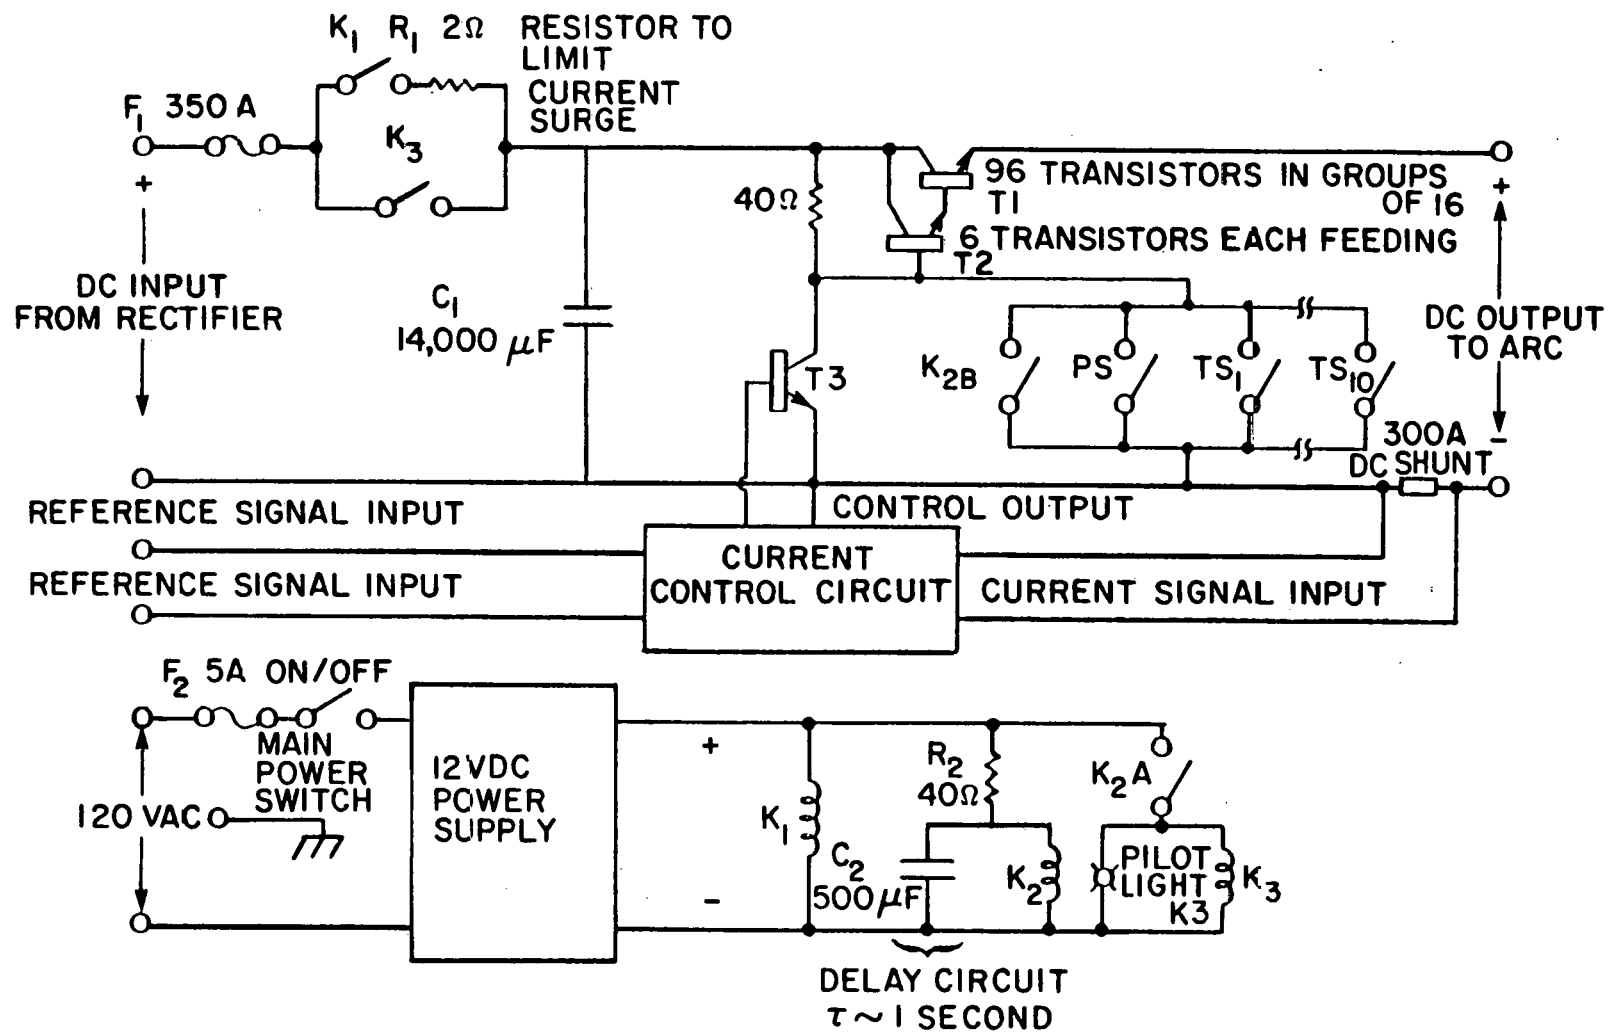 K₁ R₁ 2Ω RESISTOR TO
LIMIT
CURRENT
SURGE
F₁ 350 A
K₃
+
DC INPUT
FROM RECTIFIER
C₁
14,000 μF
40Ω
96 TRANSISTORS IN GROUPS
T1 OF 16
6 TRANSISTORS EACH FEEDING
T2
T3
K₂B
PS
TS₁
TS₁₀
+
DC OUTPUT
TO ARC
−
300A
DC SHUNT
REFERENCE SIGNAL INPUT
CONTROL OUTPUT
REFERENCE SIGNAL INPUT
CURRENT
CONTROL CIRCUIT
CURRENT SIGNAL INPUT
F₂ 5A ON/OFF
MAIN
POWER
SWITCH
120 VAC
12VDC
POWER
SUPPLY
+
−
K₁
R₂
40Ω
C₂
500μF
K₂
K₂A
PILOT
LIGHT
K3
K₃
DELAY CIRCUIT
τ ~ 1 SECOND